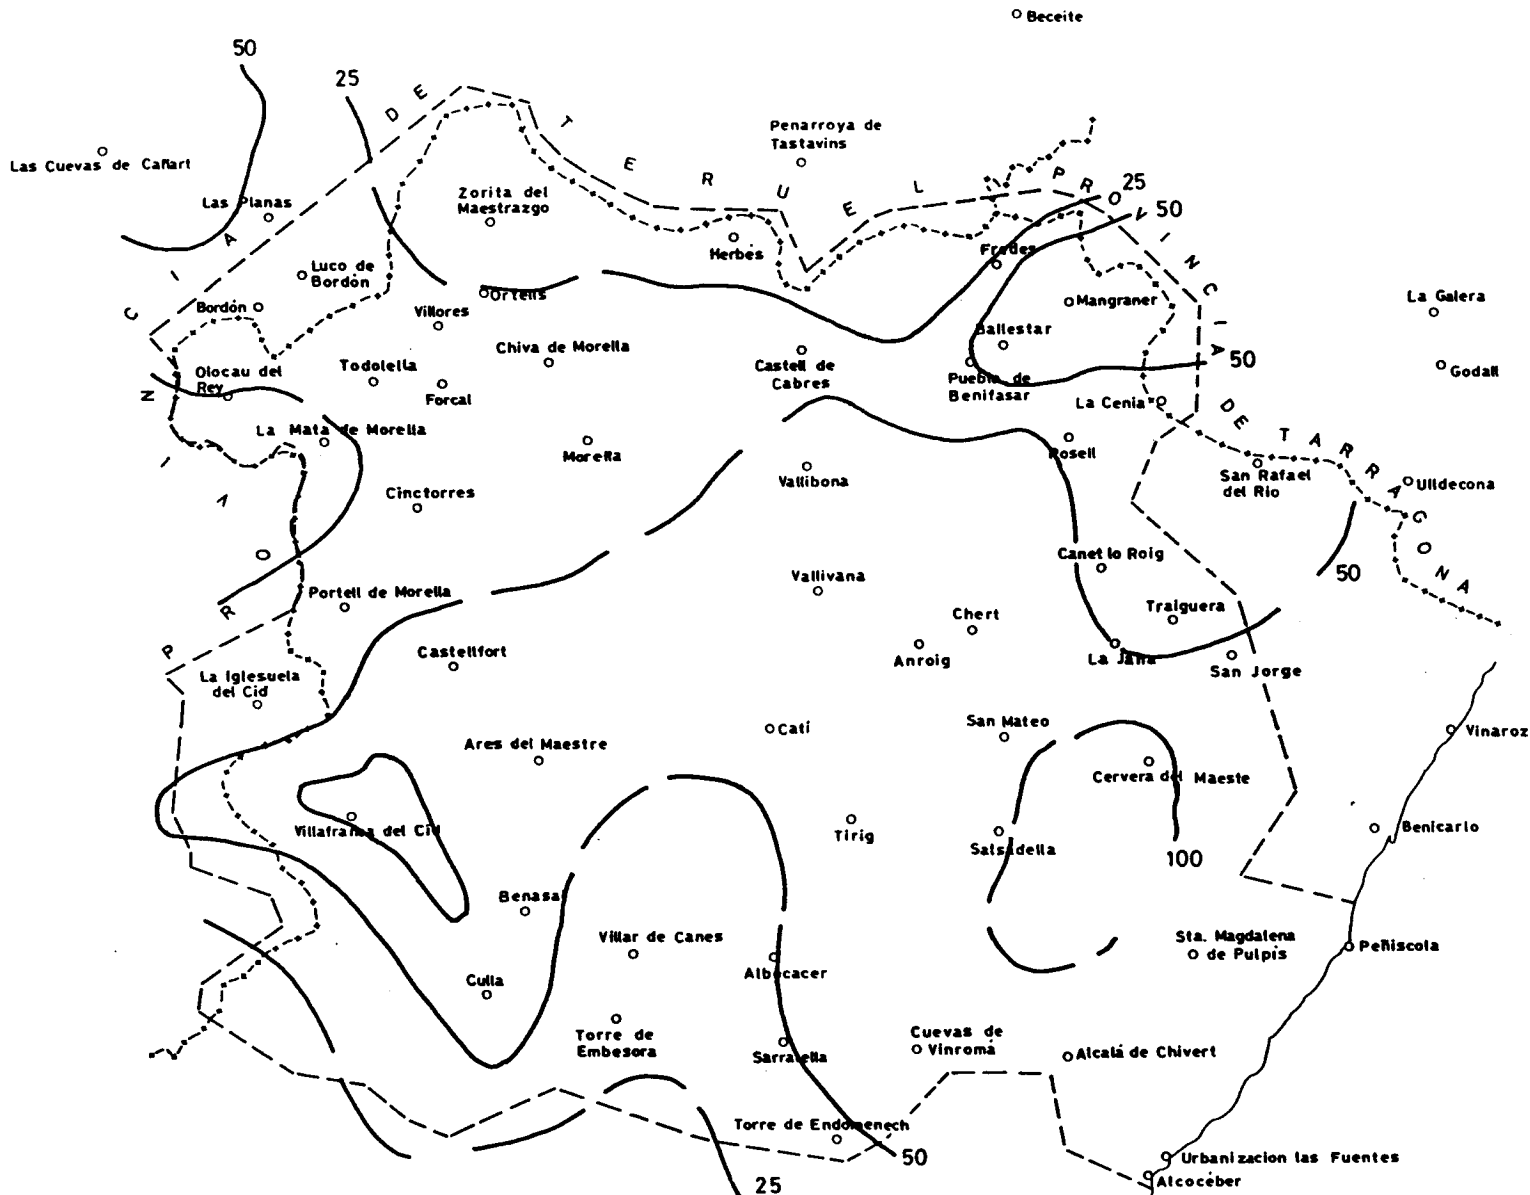 Beceite
50
25
DE TERUEL
PROVINCIA
Penarroya de
Tastavins
Las Cuevas de Cañart
Las Planas
Zorita del
Maestrazgo
25
50
Herbés
Frades
Luco de
Bordón
Bordón
Ortells
Villores
Mangraner
La Galera
Ballestar
Chiva de Morella
Todolella
Olocau del
Rey
Forcal
Castell de
Cabres
Puebla de
Benifasar
50
Godall
La Cenia
DE TARRAGONA
La Mata de Morella
Morella
Rosell
Vallibona
San Rafael
del Rio
Ulldecona
Cinctorres
Canet lo Roig
50
Vallivana
Portell de Morella
Traiguera
Chert
PROVINCIA
Castellfort
Anroig
La Jana
San Jorge
La Iglesuela
del Cid
Catí
San Mateo
Vinaroz
Ares del Maestre
Cervera del Maeste
Villafranca del Cid
Tirig
Salsadella
Benicarlo
100
Benasal
Villar de Canes
Sta. Magdalena
de Pulpis
Peñiscola
Albocacer
Culla
Torre de
Embesora
Sarratella
Cuevas de
Vinromá
Alcalá de Chivert
Torre de Endomenech
50
Urbanizacion las Fuentes
Alcocéber
25